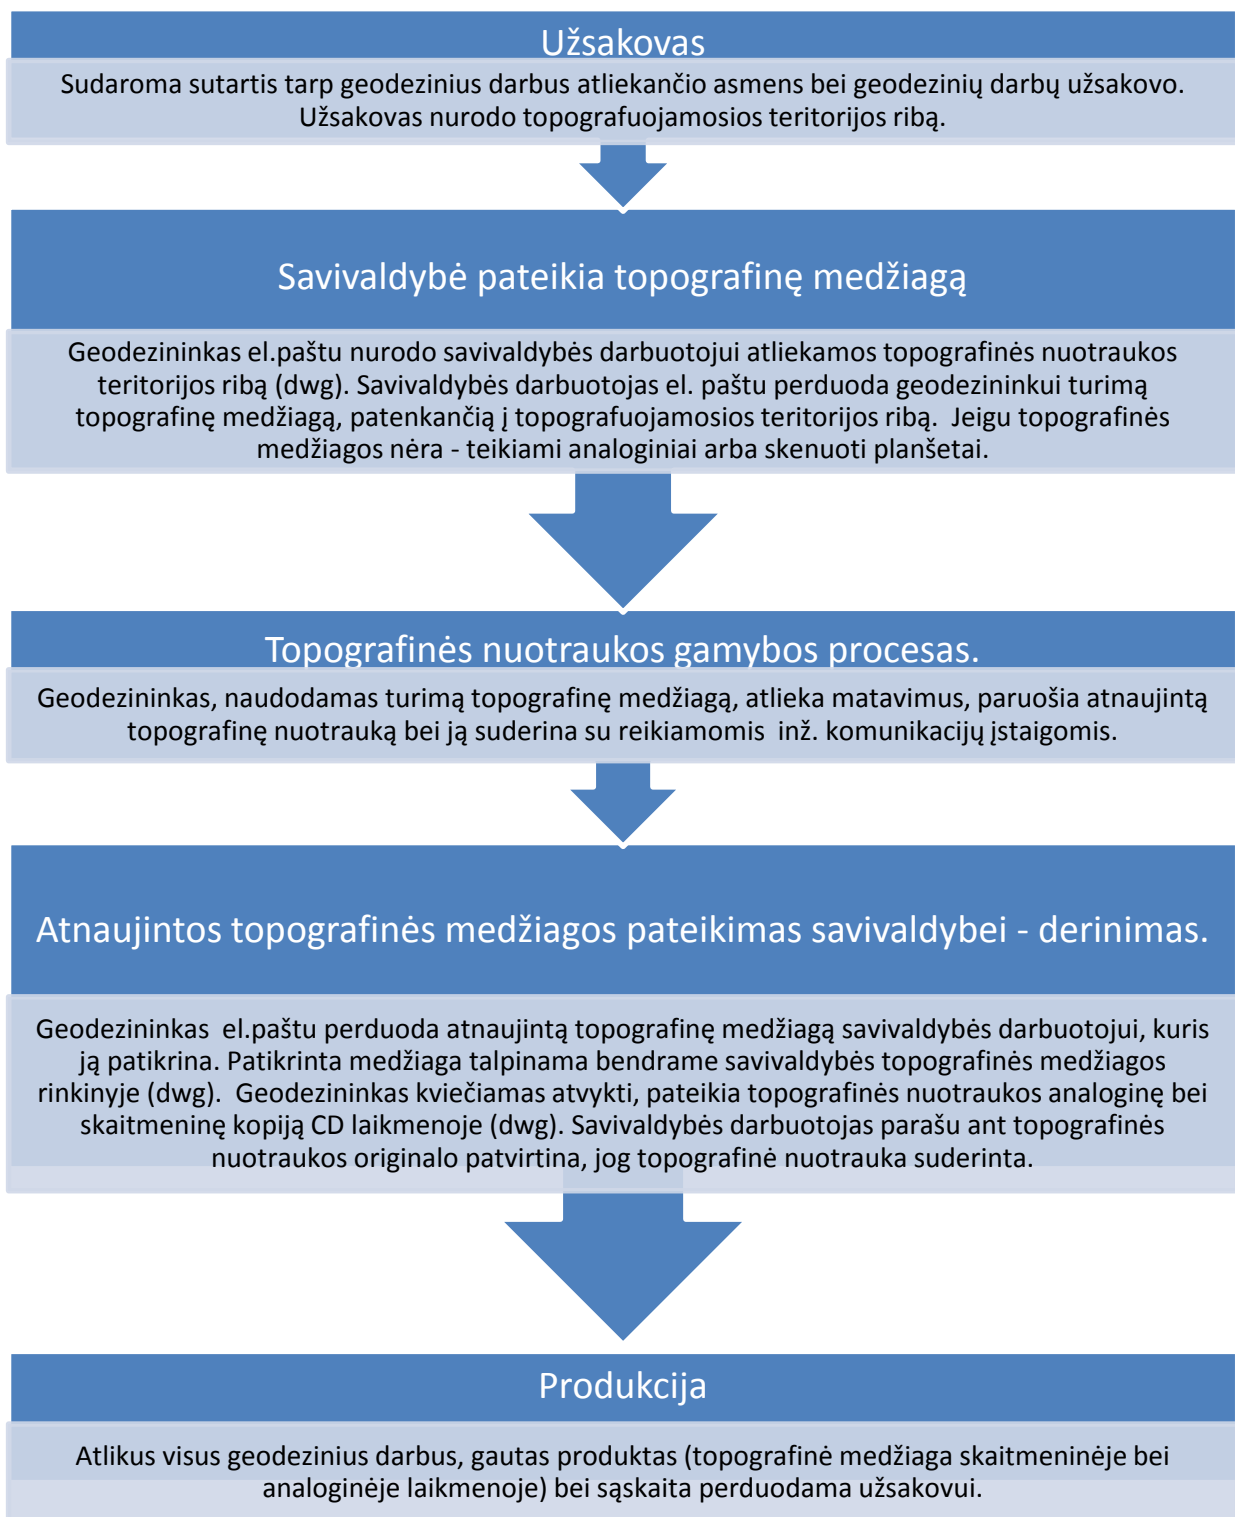 Užsakovas
Sudaroma sutartis tarp geodezinius darbus atliekančio asmens bei geodezinių darbų užsakovo.
Užsakovas nurodo topografuojamosios teritorijos ribą.
Savivaldybė pateikia topografinę medžiagą
Geodezininkas el.paštu nurodo savivaldybės darbuotojui atliekamos topografinės nuotraukos
teritorijos ribą (dwg). Savivaldybės darbuotojas el. paštu perduoda geodezininkui turimą
topografinę medžiagą, patenkančią į topografuojamosios teritorijos ribą. Jeigu topografinės
medžiagos nėra - teikiami analoginiai arba skenuoti planšetai.
Topografinės nuotraukos gamybos procesas.
Geodezininkas, naudodamas turimą topografinę medžiagą, atlieka matavimus, paruošia atnaujintą
topografinę nuotrauką bei ją suderina su reikiamomis inž. komunikacijų įstaigomis.
Atnaujintos topografinės medžiagos pateikimas savivaldybei - derinimas.
Geodezininkas el.paštu perduoda atnaujintą topografinę medžiagą savivaldybės darbuotojui, kuris
ją patikrina. Patikrinta medžiaga talpinama bendrame savivaldybės topografinės medžiagos
rinkinyje (dwg). Geodezininkas kviečiamas atvykti, pateikia topografinės nuotraukos analoginę bei
skaitmeninę kopiją CD laikmenoje (dwg). Savivaldybės darbuotojas parašu ant topografinės
nuotraukos originalo patvirtina, jog topografinė nuotrauka suderinta.
Produkcija
Atlikus visus geodezinius darbus, gautas produktas (topografinė medžiaga skaitmeninėje bei
analoginėje laikmenoje) bei sąskaita perduodama užsakovui.